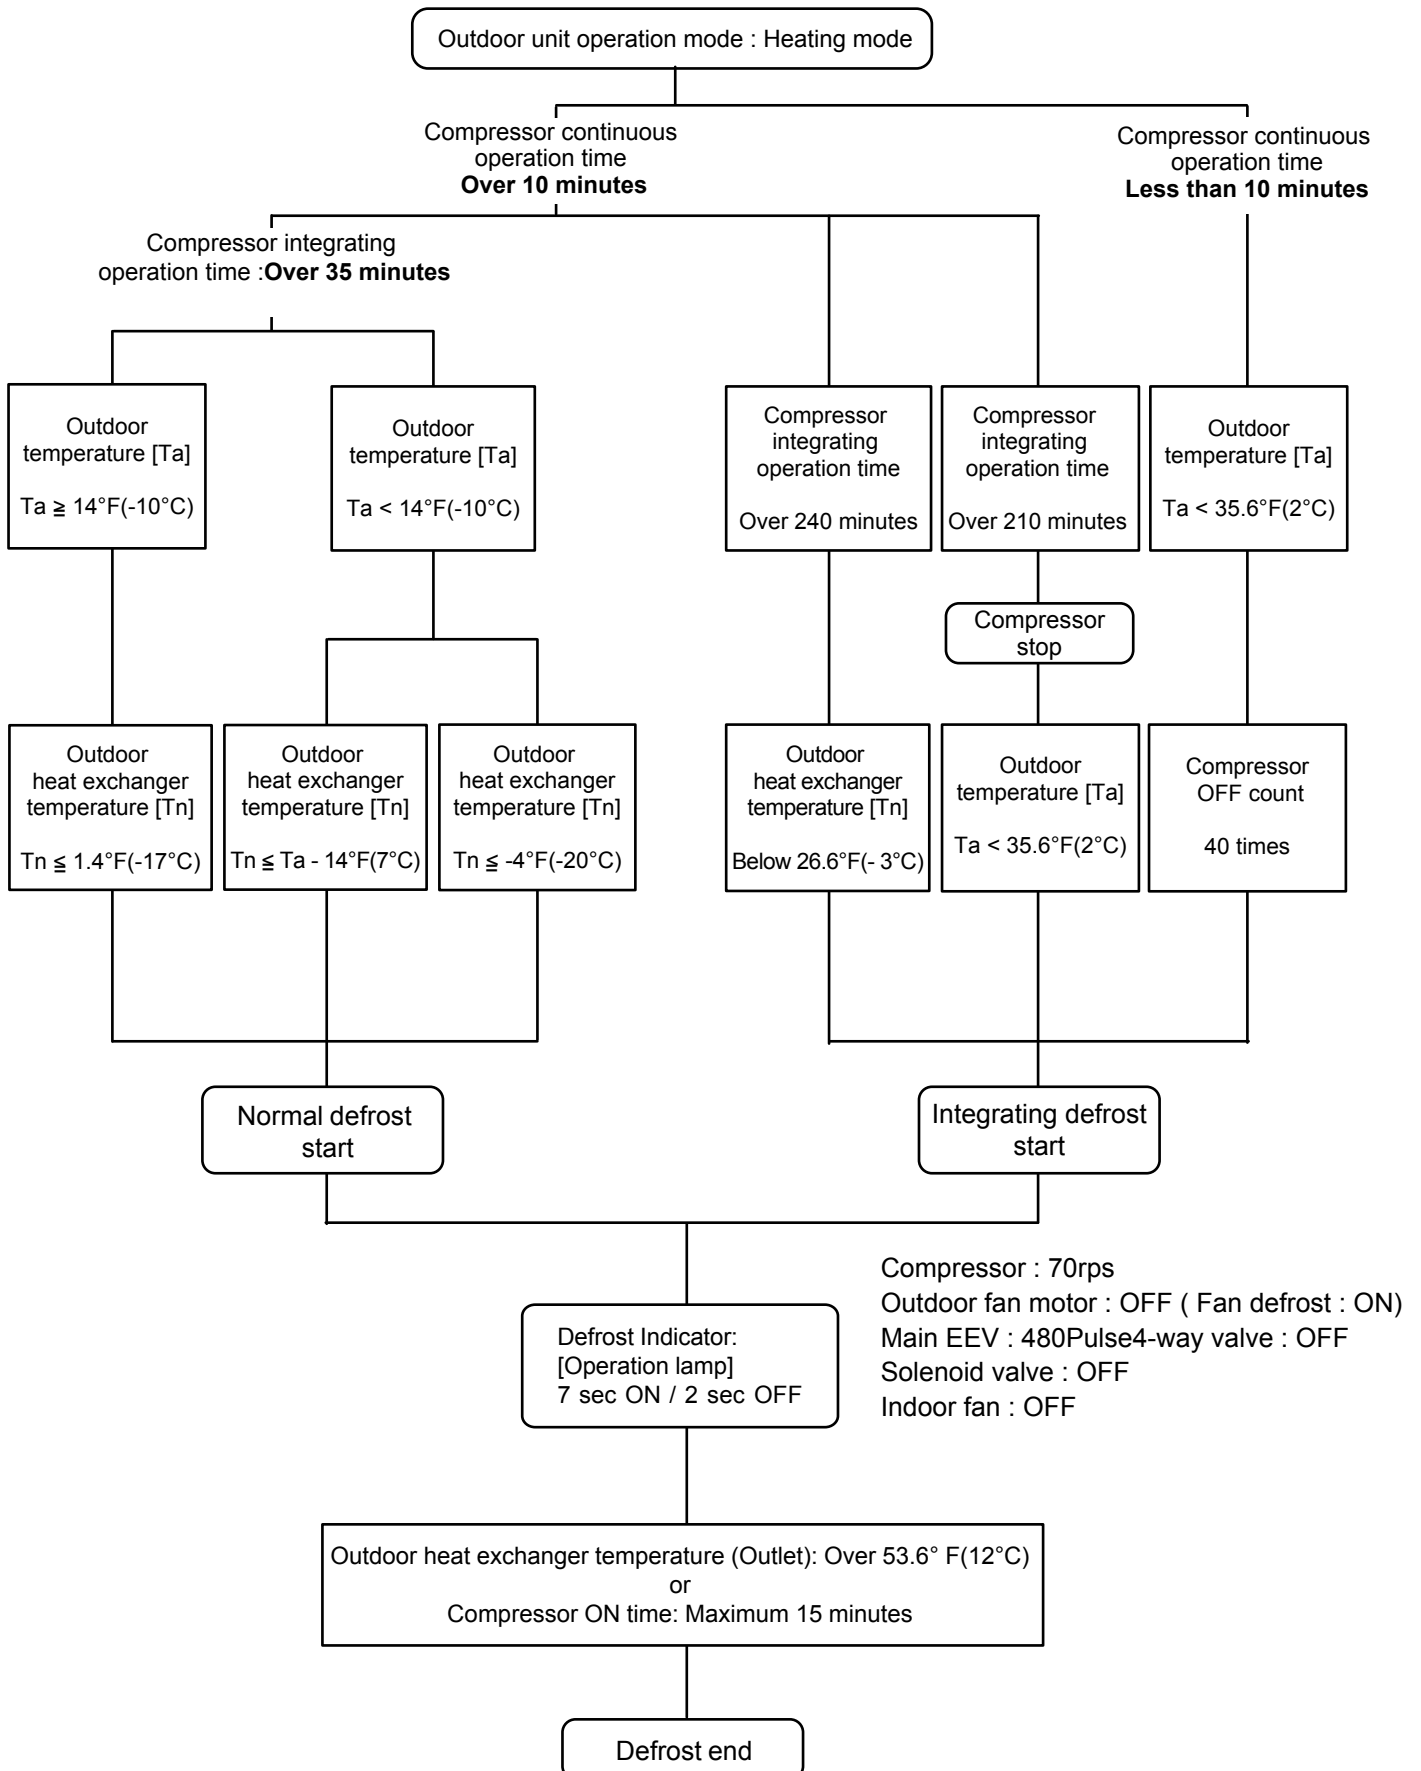 Outdoor unit operation mode : Heating mode
Compressor continuous
operation time
Over 10 minutes
Compressor continuous
operation time
Less than 10 minutes
Compressor integrating
operation time :Over 35 minutes
Outdoor
temperature [Ta]
Ta ≧ 14°F(-10°C)
Outdoor
temperature [Ta]
Ta < 14°F(-10°C)
Compressor
integrating
operation time
Over 240 minutes
Compressor
integrating
operation time
Over 210 minutes
Outdoor
temperature [Ta]
Ta < 35.6°F(2°C)
Compressor
stop
Outdoor
heat exchanger
temperature [Tn]
Tn ≦ 1.4°F(-17°C)
Outdoor
heat exchanger
temperature [Tn]
Tn ≦ Ta - 14°F(7°C)
Outdoor
heat exchanger
temperature [Tn]
Tn ≦ -4°F(-20°C)
Outdoor
heat exchanger
temperature [Tn]
Below 26.6°F(- 3°C)
Outdoor
temperature [Ta]
Ta < 35.6°F(2°C)
Compressor
OFF count
40 times
Normal defrost
start
Integrating defrost
start
Defrost Indicator:
[Operation lamp]
7 sec ON / 2 sec OFF
Compressor : 70rps
Outdoor fan motor : OFF ( Fan defrost : ON)
Main EEV : 480Pulse4-way valve : OFF
Solenoid valve : OFF
Indoor fan : OFF
Outdoor heat exchanger temperature (Outlet): Over 53.6° F(12°C)
or
Compressor ON time: Maximum 15 minutes
Defrost end